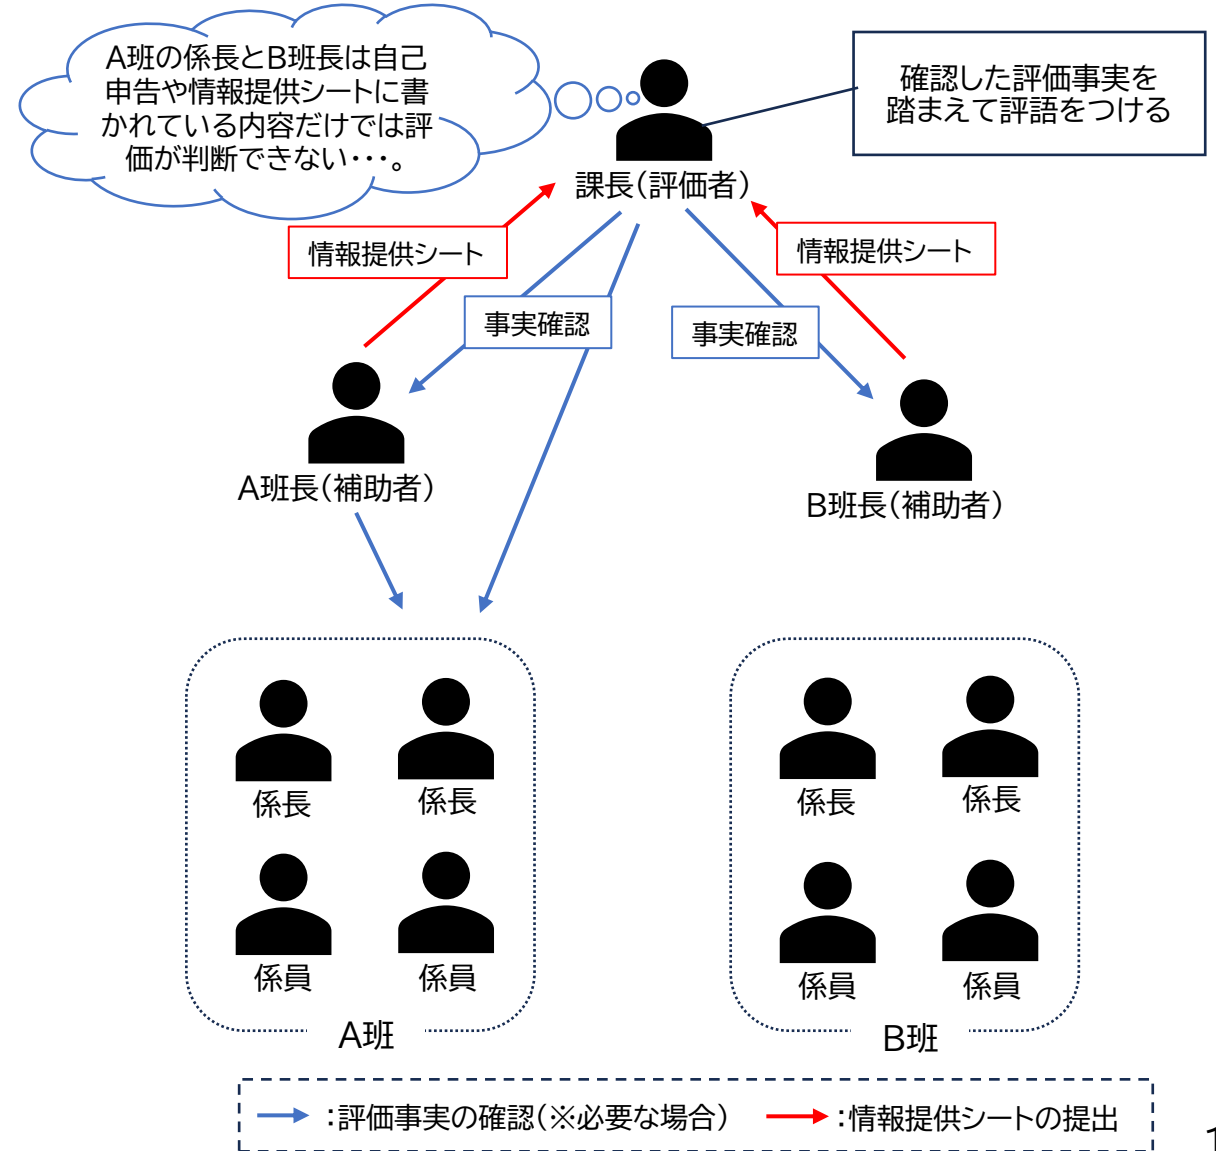 A班の係長とB班長は自己
申告や情報提供シートに書
かれている内容だけでは評
価が判断できない・・・。
確認した評価事実を
踏まえて評語をつける
課長(評価者)
情報提供シート
情報提供シート
事実確認
事実確認
A班長(補助者)
B班長(補助者)
係長
係長
係長
係長
係員
係員
係員
係員
A班
B班
:評価事実の確認(※必要な場合)
:情報提供シートの提出